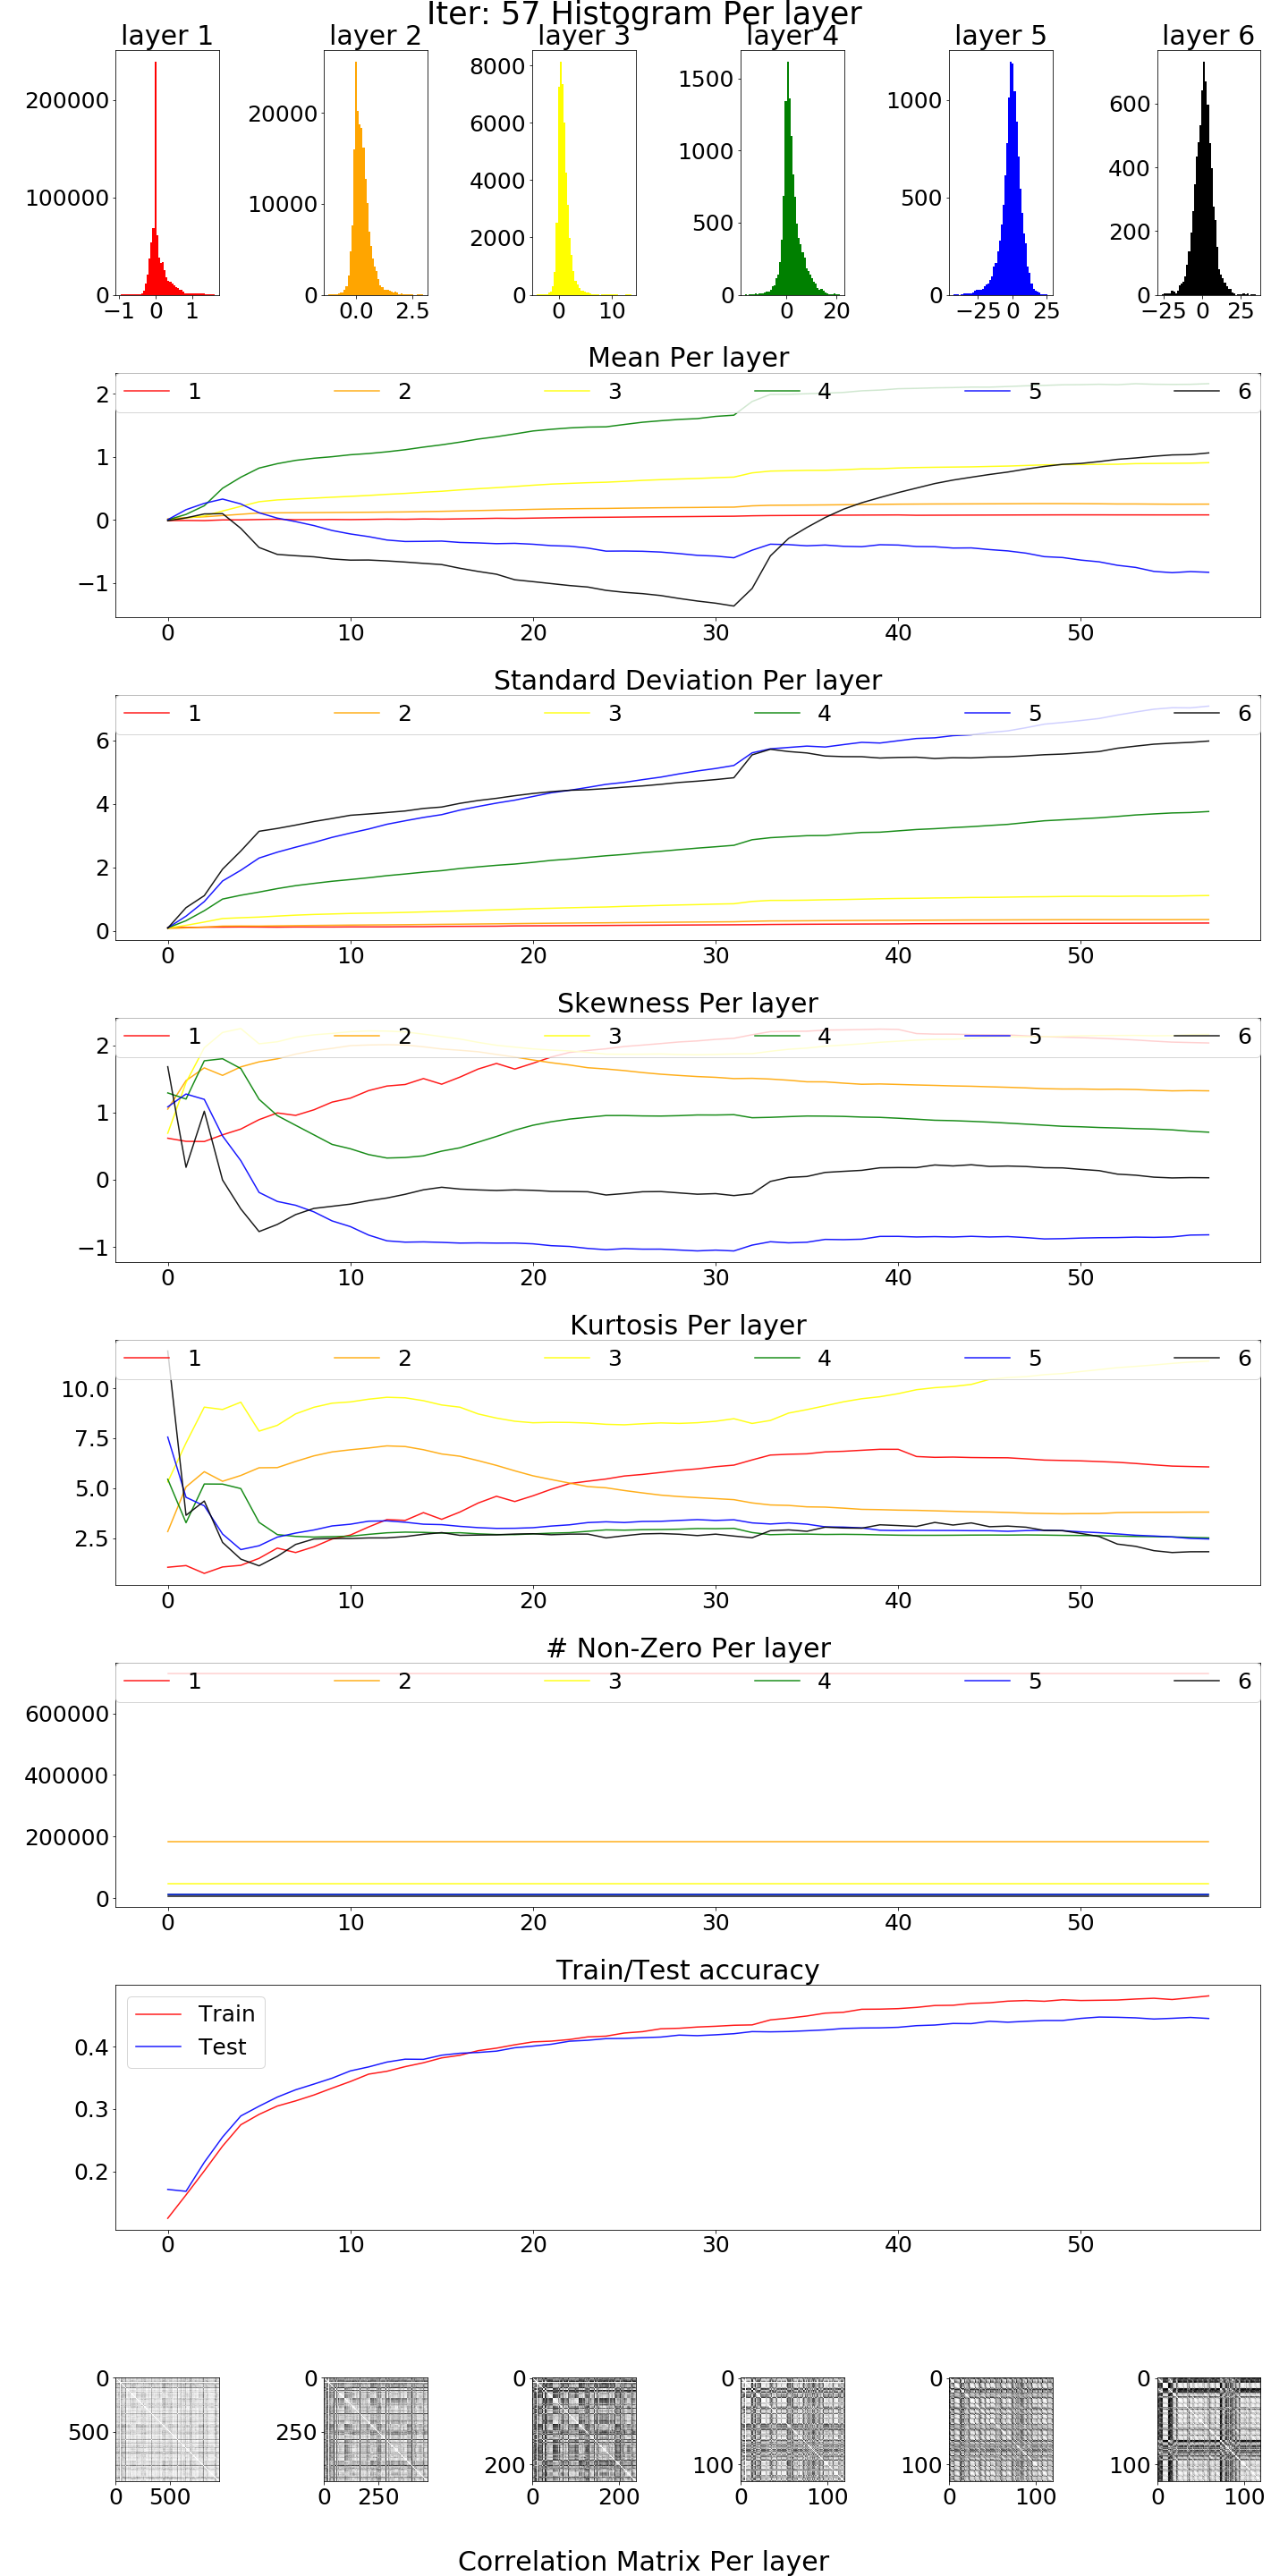 Iter: 57 Histogram Per layer
layer 1 layer 2 layer 3 layer 4 layer 5 layer 6
200000 100000 0
−1 0 1
20000 10000 0
0.0 2.5
8000 6000 4000 2000 0
0 10
1500 1000 500 0
0 20
1000 500 0
−25 0 25
600 400 200 0
−25 0 25
Mean Per layer
1 2 3 4 5 6
2
1
0
−1
0 10 20 30 40 50
Standard Deviation Per layer
1 2 3 4 5 6
6
4
2
0
0 10 20 30 40 50
Skewness Per layer
1 2 3 4 5 6
2
1
0
−1
0 10 20 30 40 50
Kurtosis Per layer
1 2 3 4 5 6
10.0
7.5
5.0
2.5
0 10 20 30 40 50
# Non-Zero Per layer
1 2 3 4 5 6
600000
400000
200000
0
0 10 20 30 40 50
Train/Test accuracy
Train
Test
0.4
0.3
0.2
0 10 20 30 40 50
0 500
0 500
0 250
0 250
0 200
0 200
0 100
0 100
0 100
0 100
0 100
0 100
Correlation Matrix Per layer